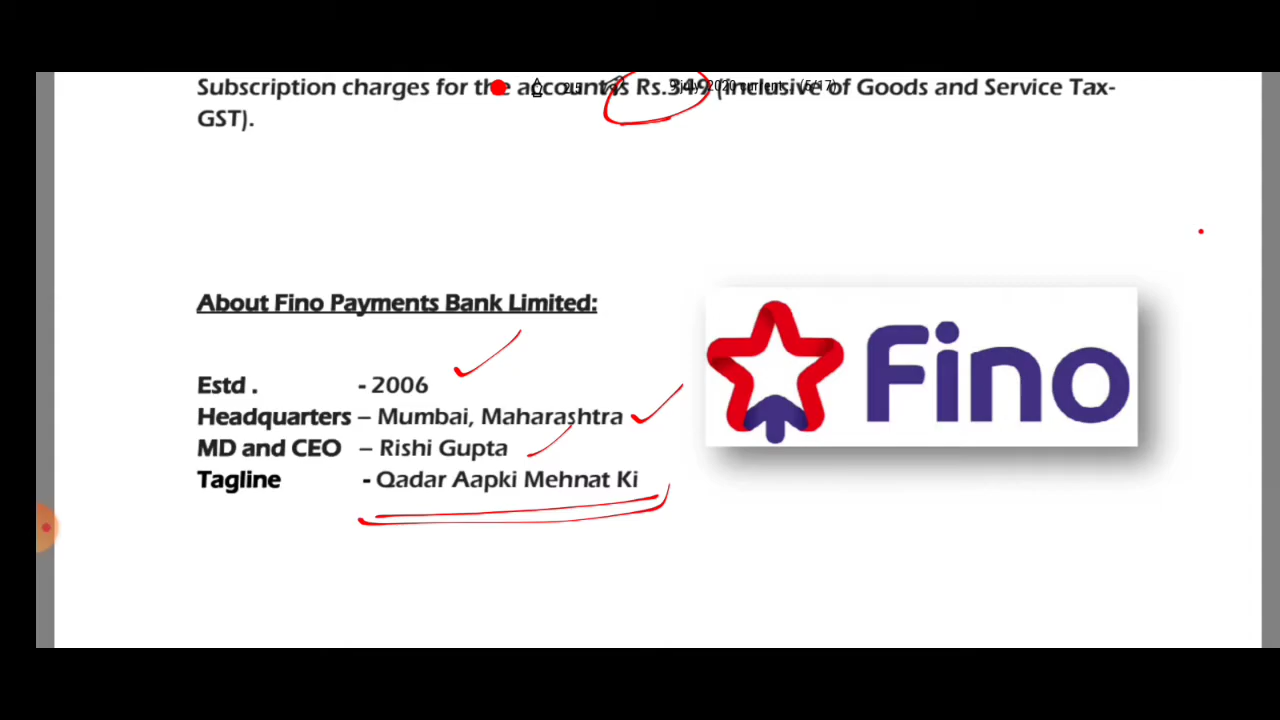 Subscription charges for the account is Rs.349 (Inclusive of Goods and Service Tax-
GST).
About Fino Payments Bank Limited:
Estd . - 2006
Headquarters – Mumbai, Maharashtra
MD and CEO – Rishi Gupta
Tagline - Qadar Aapki Mehnat Ki
Fino